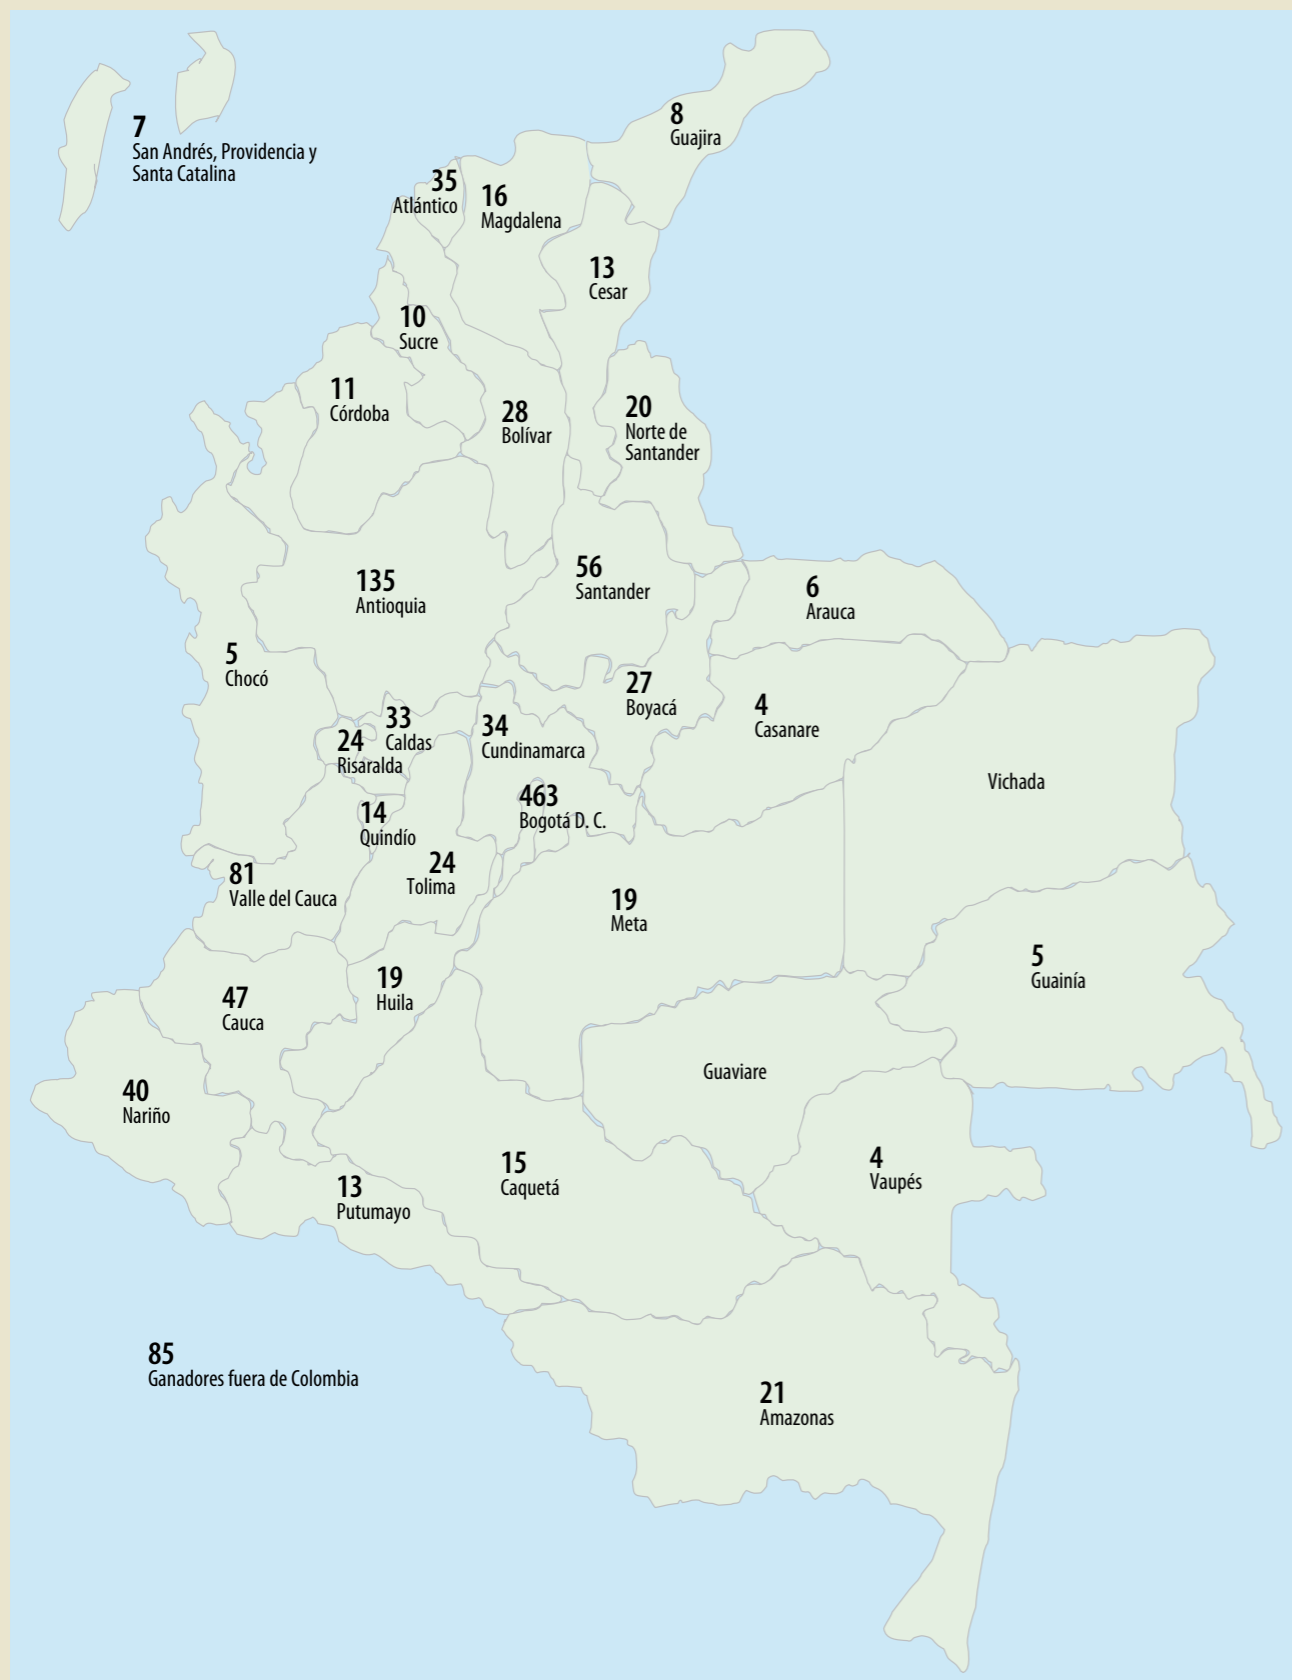 7
San Andrés, Providencia y
Santa Catalina
8
Guajira
35
Atlántico
16
Magdalena
13
Cesar
10
Sucre
11
Córdoba
28
Bolívar
20
Norte de
Santander
135
Antioquia
56
Santander
6
Arauca
5
Chocó
27
Boyacá
4
Casanare
33
Caldas
24
Risaralda
34
Cundinamarca
Vichada
463
Bogotá D. C.
14
Quindío
81
Valle del Cauca
24
Tolima
19
Meta
5
Guainía
19
Huila
47
Cauca
Guaviare
40
Nariño
4
Vaupés
15
Caquetá
13
Putumayo
85
Ganadores fuera de Colombia
21
Amazonas